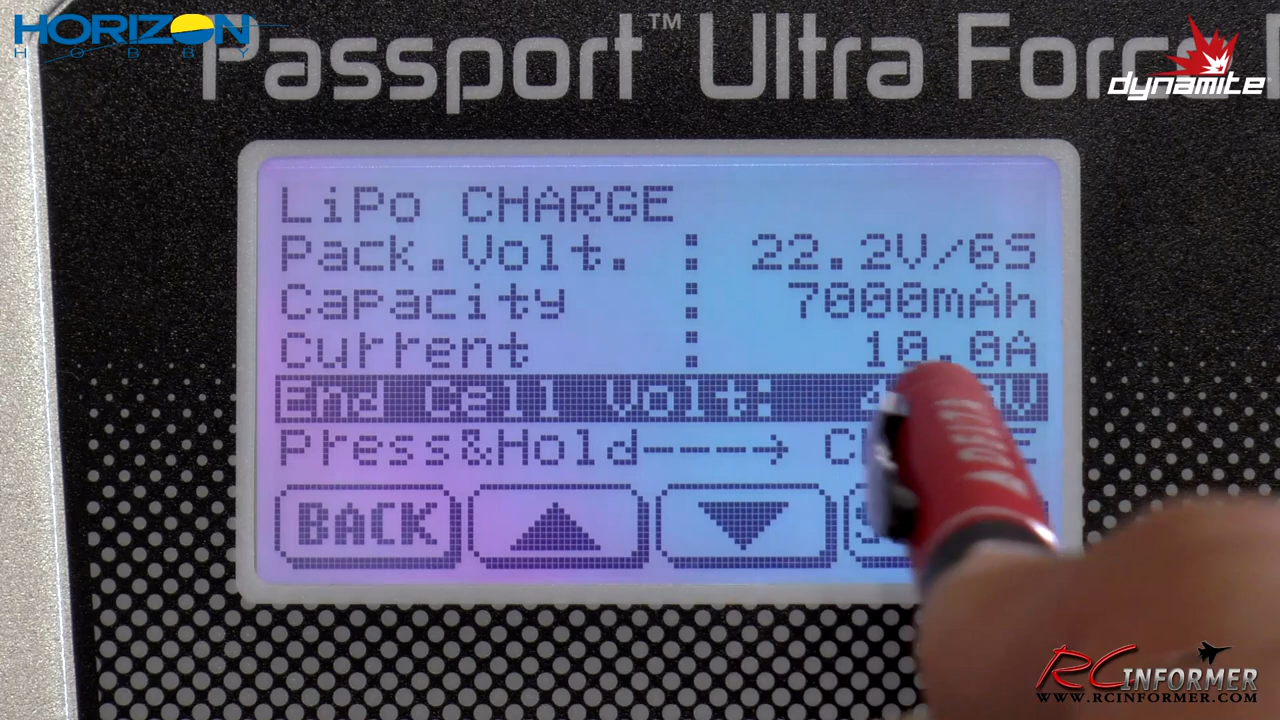 HORIZON
HOBBY
Passport™ Ultra Force
dynamite
LiPo CHARGE
Pack.Volt. : 22.2V/6S
Capacity : 7000mAh
Current : 10.0A
End Cell Volt:
Press&Hold--->
BACK
DELTA
RCINFORMER
WWW.RCINFORMER.COM